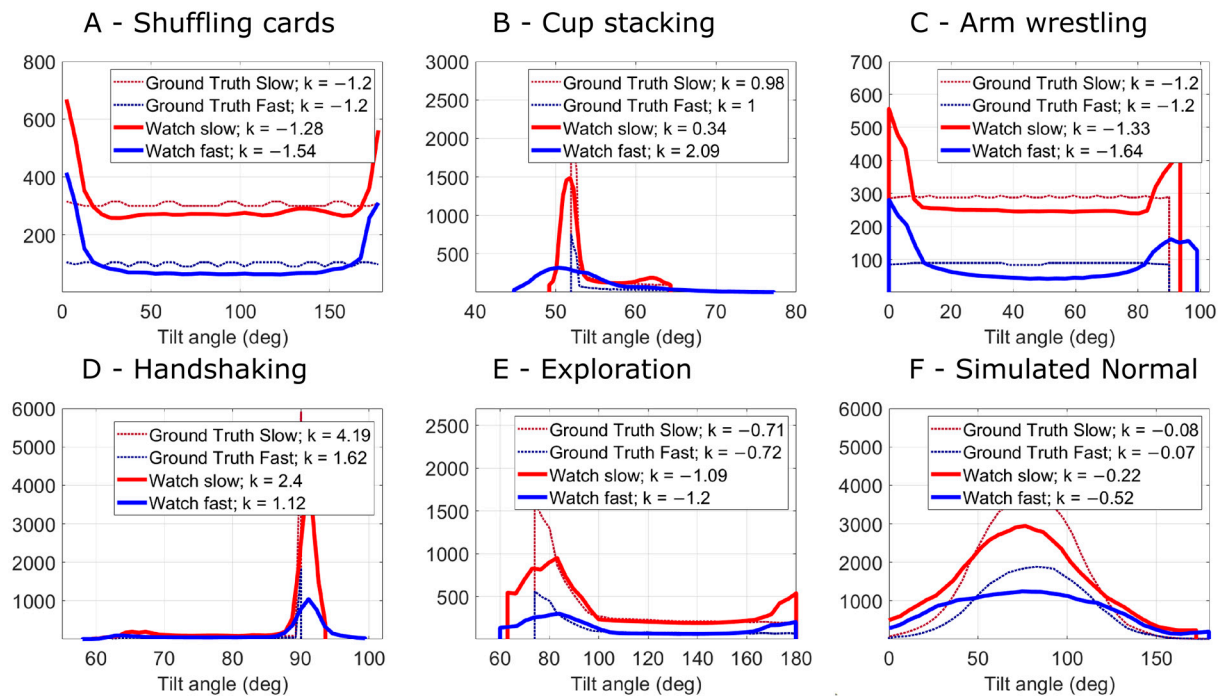 A - Shuffling cards
B - Cup stacking
C - Arm wrestling
800
600
400
200
Ground Truth Slow; k = −1.2
Ground Truth Fast; k = −1.2
Watch slow; k = −1.28
Watch fast; k = −1.54
0 50 100 150
Tilt angle (deg)
3000
2500
2000
1500
1000
500
Ground Truth Slow; k = 0.98
Ground Truth Fast; k = 1
Watch slow; k = 0.34
Watch fast; k = 2.09
40 50 60 70 80
Tilt angle (deg)
700
600
500
400
300
200
100
Ground Truth Slow; k = −1.2
Ground Truth Fast; k = −1.2
Watch slow; k = −1.33
Watch fast; k = −1.64
0 20 40 60 80 100
Tilt angle (deg)
D - Handshaking
E - Exploration
F - Simulated Normal
6000
5000
4000
3000
2000
1000
Ground Truth Slow; k = 4.19
Ground Truth Fast; k = 1.62
Watch slow; k = 2.4
Watch fast; k = 1.12
60 70 80 90 100
Tilt angle (deg)
2500
2000
1500
1000
500
Ground Truth Slow; k = −0.71
Ground Truth Fast; k = −0.72
Watch slow; k = −1.09
Watch fast; k = −1.2
60 80 100 120 140 160 180
Tilt angle (deg)
6000
5000
4000
3000
2000
1000
Ground Truth Slow; k = −0.08
Ground Truth Fast; k = −0.07
Watch slow; k = −0.22
Watch fast; k = −0.52
0 50 100 150
Tilt angle (deg)